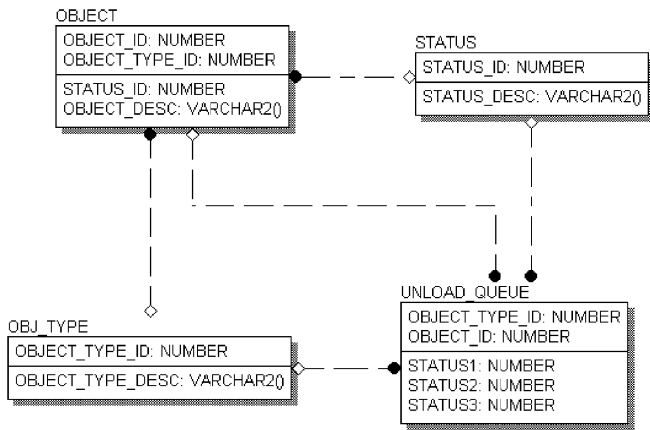 OBJECT
OBJECT_ID: NUMBER
OBJECT_TYPE_ID: NUMBER
STATUS_ID: NUMBER
OBJECT_DESC: VARCHAR2()
STATUS
STATUS_ID: NUMBER
STATUS_DESC: VARCHAR2()
OBJ_TYPE
OBJECT_TYPE_ID: NUMBER
OBJECT_TYPE_DESC: VARCHAR2()
UNLOAD_QUEUE
OBJECT_TYPE_ID: NUMBER
OBJECT_ID: NUMBER
STATUS1: NUMBER
STATUS2: NUMBER
STATUS3: NUMBER